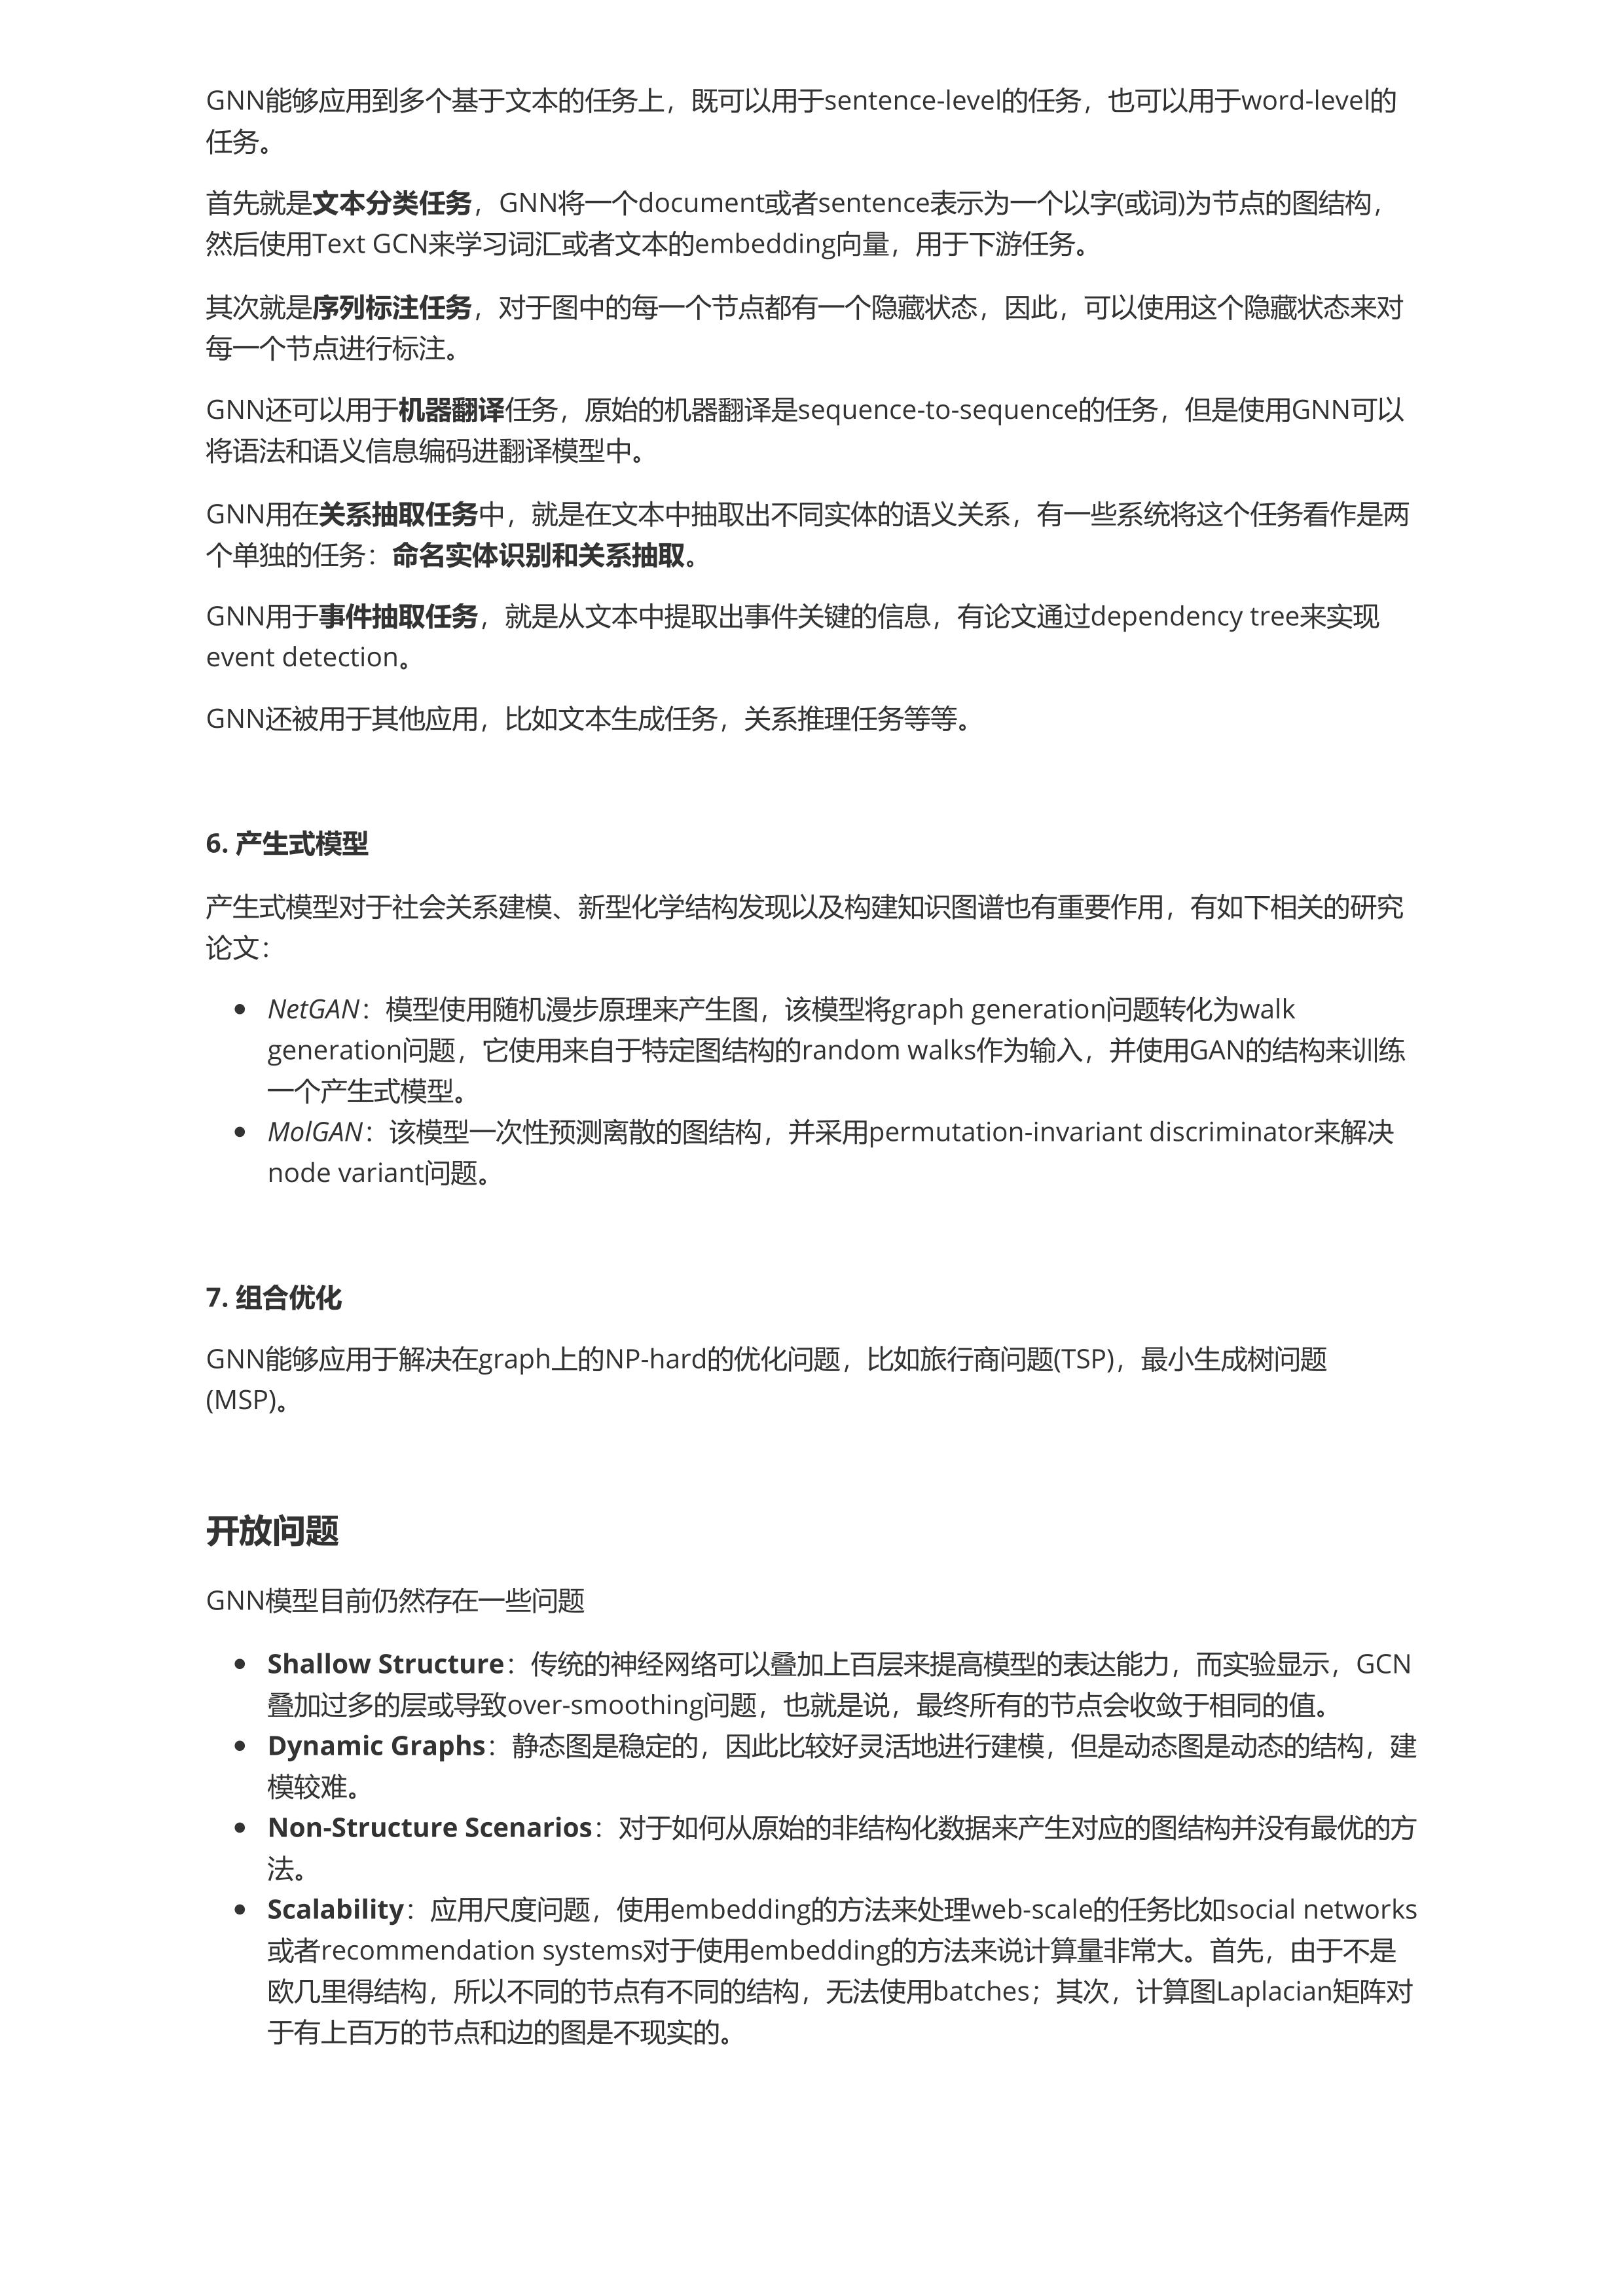 GNN能够应用到多个基于文本的任务上，既可以用于sentence-level的任务，也可以用于word-level的
任务。
首先就是文本分类任务，GNN将一个document或者sentence表示为一个以字(或词)为节点的图结构，
然后使用Text GCN来学习词汇或者文本的embedding向量，用于下游任务。
其次就是序列标注任务，对于图中的每一个节点都有一个隐藏状态，因此，可以使用这个隐藏状态来对
每一个节点进行标注。
GNN还可以用于机器翻译任务，原始的机器翻译是sequence-to-sequence的任务，但是使用GNN可以
将语法和语义信息编码进翻译模型中。
GNN用在关系抽取任务中，就是在文本中抽取出不同实体的语义关系，有一些系统将这个任务看作是两
个单独的任务：命名实体识别和关系抽取。
GNN用于事件抽取任务，就是从文本中提取出事件关键的信息，有论文通过dependency tree来实现
event detection。
GNN还被用于其他应用，比如文本生成任务，关系推理任务等等。
6. 产生式模型
产生式模型对于社会关系建模、新型化学结构发现以及构建知识图谱也有重要作用，有如下相关的研究
论文：
• NetGAN：模型使用随机漫步原理来产生图，该模型将graph generation问题转化为walk
generation问题，它使用来自于特定图结构的random walks作为输入，并使用GAN的结构来训练
一个产生式模型。
• MolGAN：该模型一次性预测离散的图结构，并采用permutation-invariant discriminator来解决
node variant问题。
7. 组合优化
GNN能够应用于解决在graph上的NP-hard的优化问题，比如旅行商问题(TSP)，最小生成树问题
(MSP)。
开放问题
GNN模型目前仍然存在一些问题
• Shallow Structure：传统的神经网络可以叠加上百层来提高模型的表达能力，而实验显示，GCN
叠加过多的层或导致over-smoothing问题，也就是说，最终所有的节点会收敛于相同的值。
• Dynamic Graphs：静态图是稳定的，因此比较好灵活地进行建模，但是动态图是动态的结构，建
模较难。
• Non-Structure Scenarios：对于如何从原始的非结构化数据来产生对应的图结构并没有最优的方
法。
• Scalability：应用尺度问题，使用embedding的方法来处理web-scale的任务比如social networks
或者recommendation systems对于使用embedding的方法来说计算量非常大。首先，由于不是
欧几里得结构，所以不同的节点有不同的结构，无法使用batches；其次，计算图Laplacian矩阵对
于有上百万的节点和边的图是不现实的。